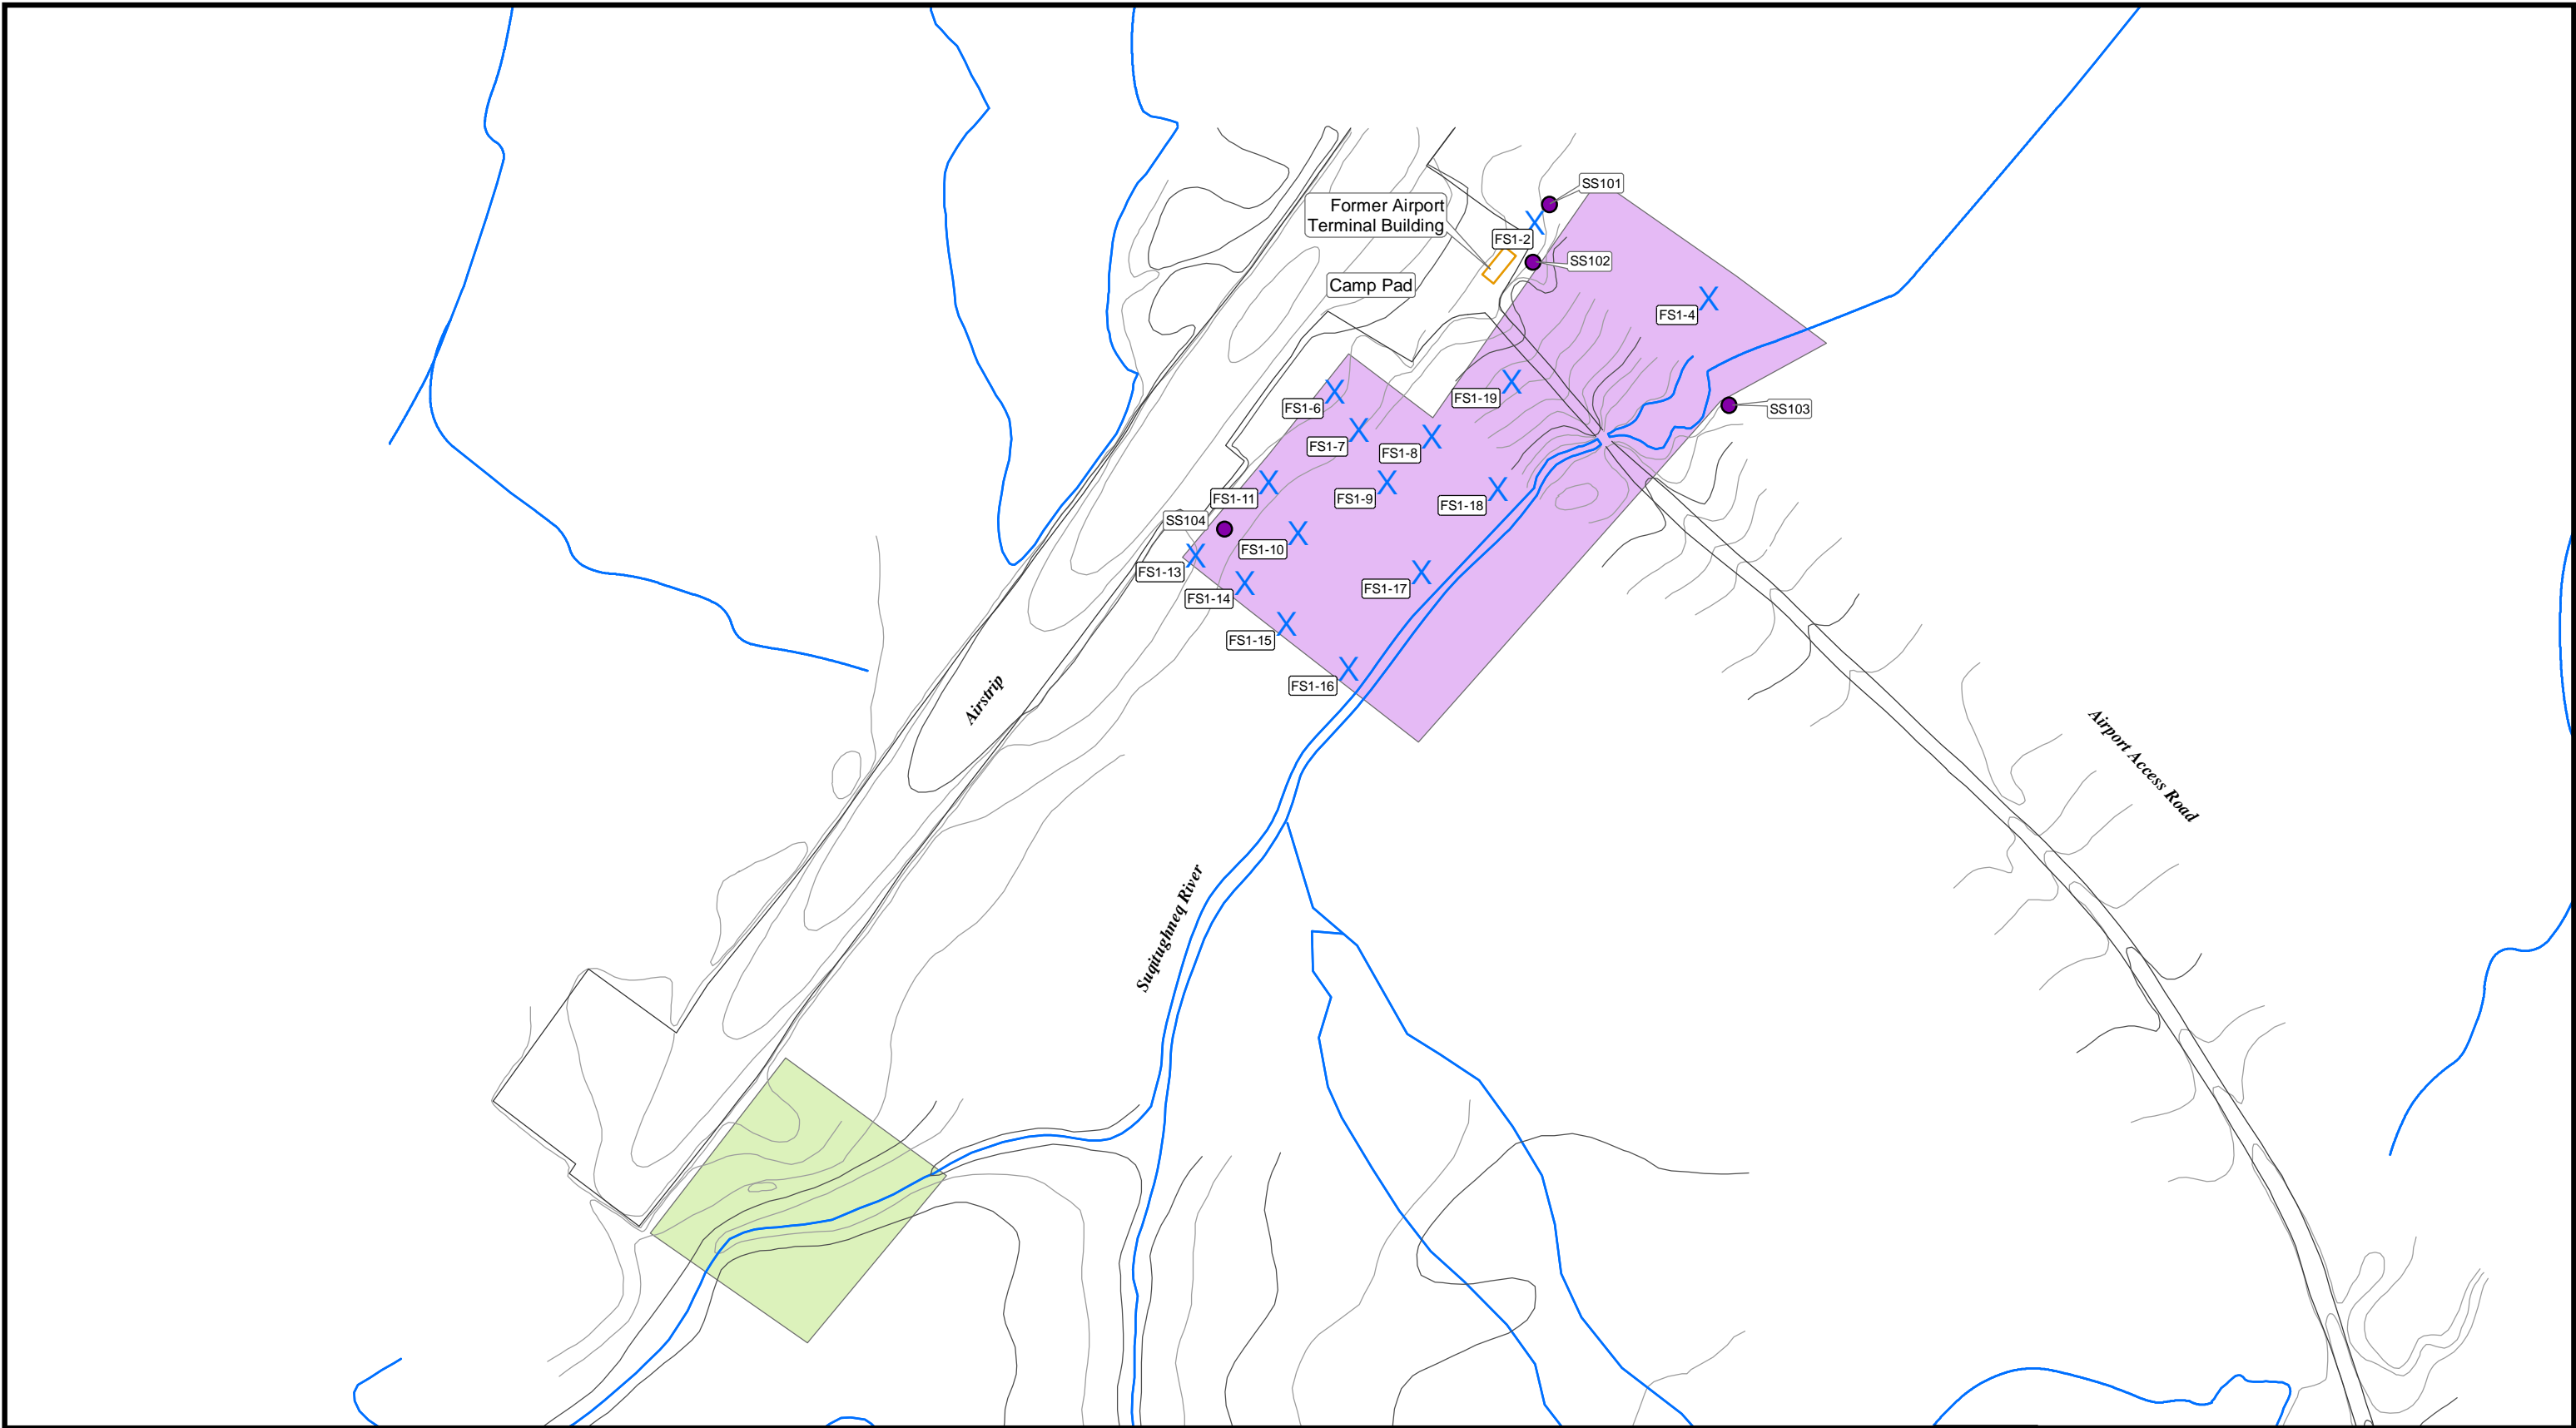 SS101
Former Airport
Terminal Building
FS1-2
SS102
Camp Pad
FS1-4
FS1-19
SS103
FS1-6
FS1-7
FS1-8
FS1-11
FS1-9
FS1-18
SS104
FS1-10
FS1-13
FS1-14
FS1-17
FS1-15
FS1-16
Airstrip
Airport Access Road
Suqitughneq River